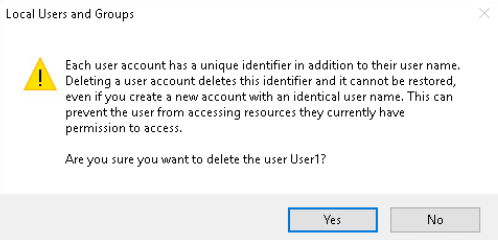 Local Users and Groups
Each user account has a unique identifier in addition to their user name.
Deleting a user account deletes this identifier and it cannot be restored,
even if you create a new account with an identical user name. This can
prevent the user from accessing resources they currently have
permission to access.
Are you sure you want to delete the user User1?
Yes
No